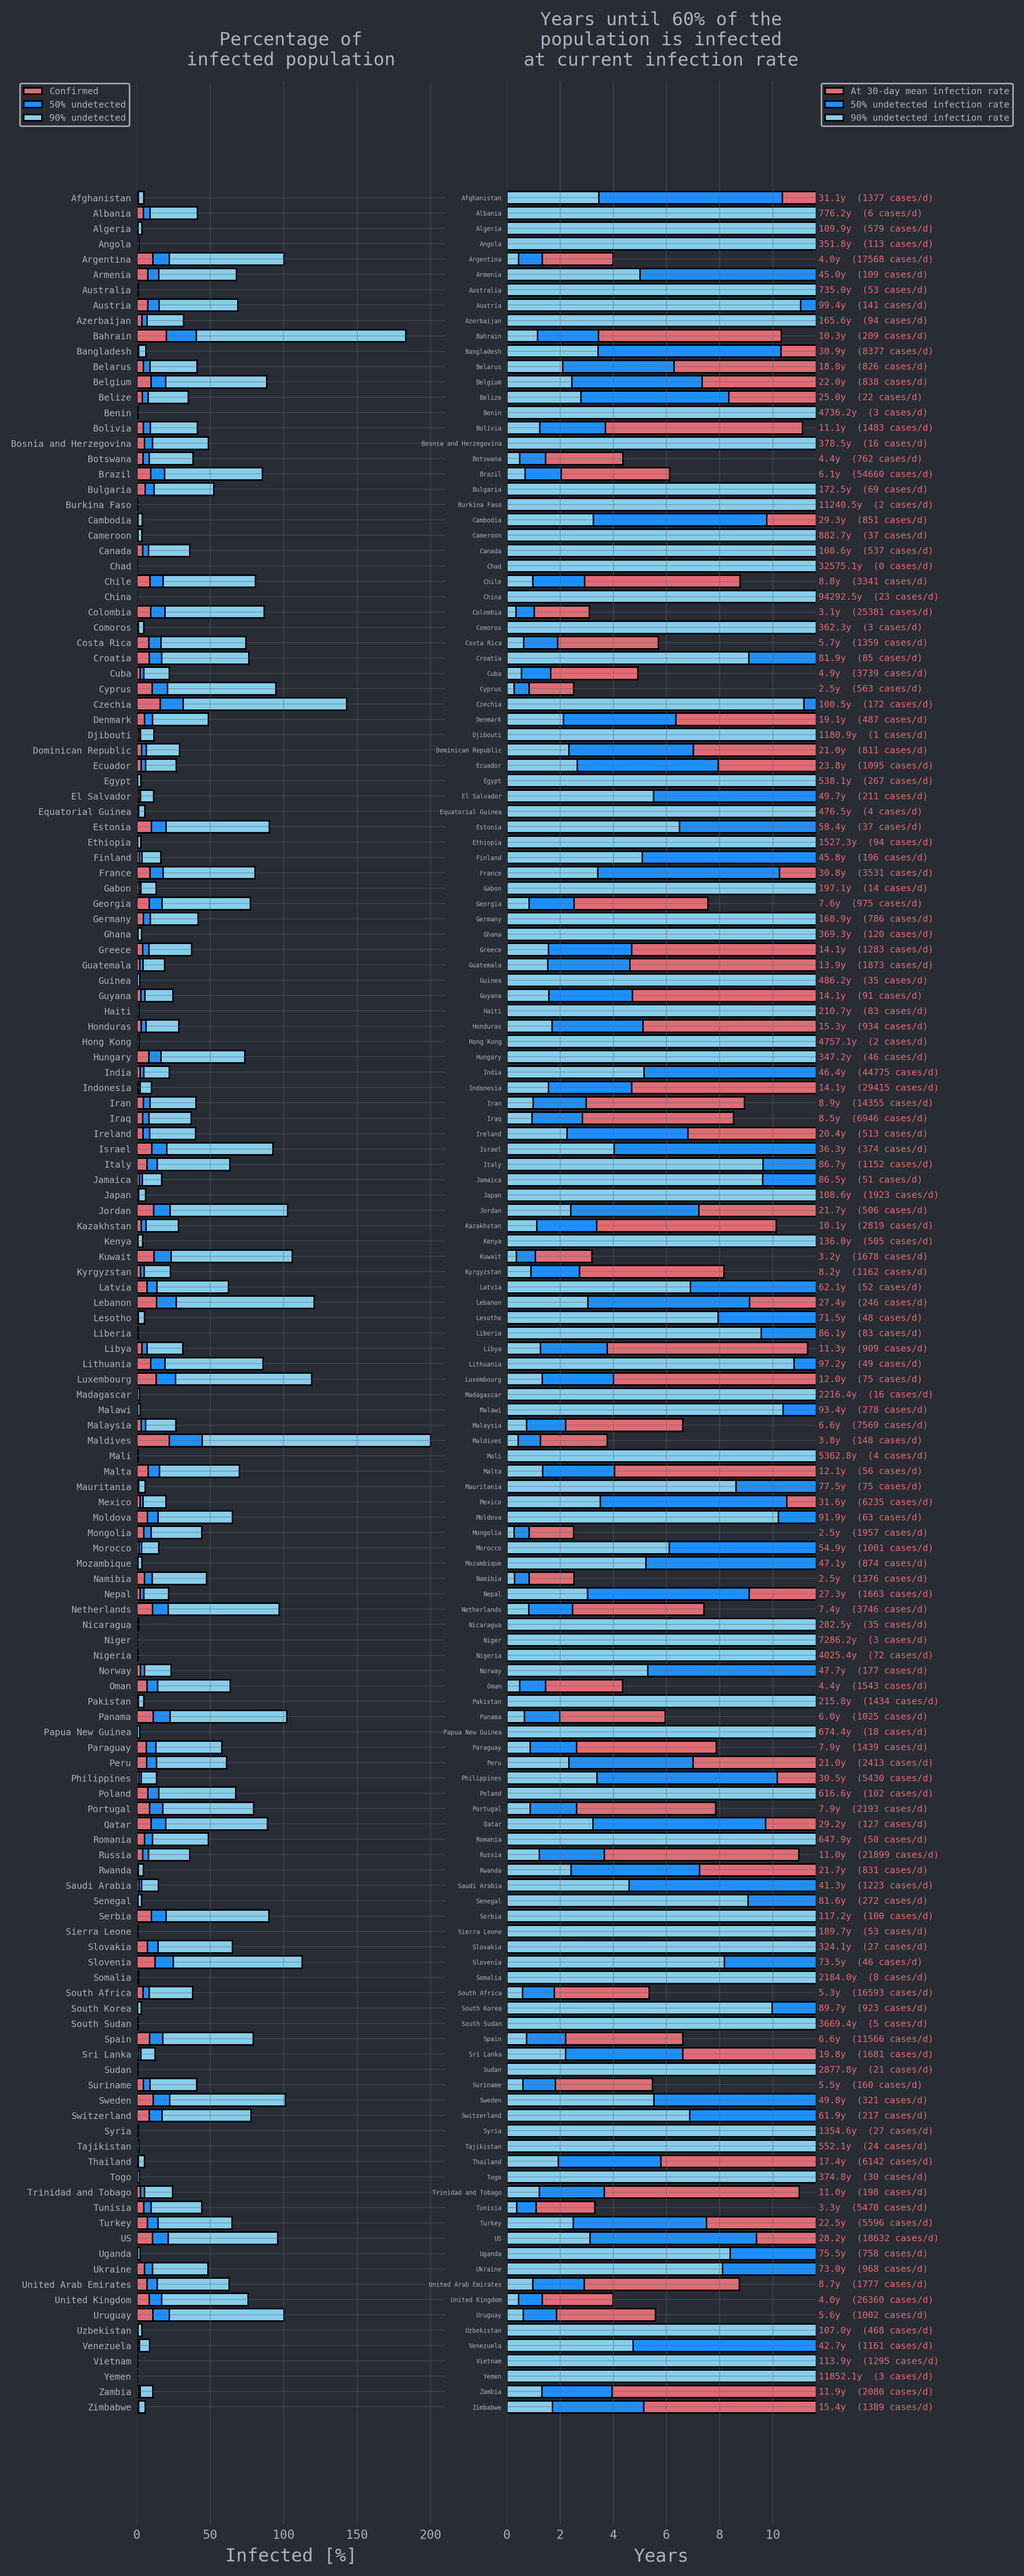 Percentage of
infected population
Years until 60% of the
population is infected
at current infection rate
Confirmed
50% undetected
90% undetected
At 30-day mean infection rate
50% undetected infection rate
90% undetected infection rate
Afghanistan Afghanistan 31.1y (1377 cases/d)
Albania Albania 776.2y (6 cases/d)
Algeria Algeria 109.9y (579 cases/d)
Angola Angola 351.8y (113 cases/d)
Argentina Argentina 4.0y (17568 cases/d)
Armenia Armenia 45.0y (109 cases/d)
Australia Australia 735.0y (53 cases/d)
Austria Austria 99.4y (141 cases/d)
Azerbaijan Azerbaijan 165.6y (94 cases/d)
Bahrain Bahrain 10.3y (209 cases/d)
Bangladesh Bangladesh 30.9y (8377 cases/d)
Belarus Belarus 18.8y (826 cases/d)
Belgium Belgium 22.0y (838 cases/d)
Belize Belize 25.0y (22 cases/d)
Benin Benin 4736.2y (3 cases/d)
Bolivia Bolivia 11.1y (1483 cases/d)
Bosnia and Herzegovina Bosnia and Herzegovina 378.5y (16 cases/d)
Botswana Botswana 4.4y (762 cases/d)
Brazil Brazil 6.1y (54660 cases/d)
Bulgaria Bulgaria 172.5y (69 cases/d)
Burkina Faso Burkina Faso 11240.5y (2 cases/d)
Cambodia Cambodia 29.3y (851 cases/d)
Cameroon Cameroon 882.7y (37 cases/d)
Canada Canada 108.6y (537 cases/d)
Chad Chad 32575.1y (0 cases/d)
Chile Chile 8.8y (3341 cases/d)
China China 94292.5y (23 cases/d)
Colombia Colombia 3.1y (25381 cases/d)
Comoros Comoros 362.3y (3 cases/d)
Costa Rica Costa Rica 5.7y (1359 cases/d)
Croatia Croatia 81.9y (85 cases/d)
Cuba Cuba 4.9y (3739 cases/d)
Cyprus Cyprus 2.5y (563 cases/d)
Czechia Czechia 100.5y (172 cases/d)
Denmark Denmark 19.1y (487 cases/d)
Djibouti Djibouti 1180.9y (1 cases/d)
Dominican Republic Dominican Republic 21.0y (811 cases/d)
Ecuador Ecuador 23.8y (1095 cases/d)
Egypt Egypt 538.1y (267 cases/d)
El Salvador El Salvador 49.7y (211 cases/d)
Equatorial Guinea Equatorial Guinea 476.5y (4 cases/d)
Estonia Estonia 58.4y (37 cases/d)
Ethiopia Ethiopia 1527.3y (94 cases/d)
Finland Finland 45.8y (196 cases/d)
France France 30.8y (3531 cases/d)
Gabon Gabon 197.1y (14 cases/d)
Georgia Georgia 7.6y (975 cases/d)
Germany Germany 168.9y (786 cases/d)
Ghana Ghana 369.3y (120 cases/d)
Greece Greece 14.1y (1283 cases/d)
Guatemala Guatemala 13.9y (1873 cases/d)
Guinea Guinea 486.2y (35 cases/d)
Guyana Guyana 14.1y (91 cases/d)
Haiti Haiti 210.7y (83 cases/d)
Honduras Honduras 15.3y (934 cases/d)
Hong Kong Hong Kong 4757.1y (2 cases/d)
Hungary Hungary 347.2y (46 cases/d)
India India 46.4y (44775 cases/d)
Indonesia Indonesia 14.1y (29415 cases/d)
Iran Iran 8.9y (14355 cases/d)
Iraq Iraq 8.5y (6946 cases/d)
Ireland Ireland 20.4y (513 cases/d)
Israel Israel 36.3y (374 cases/d)
Italy Italy 86.7y (1152 cases/d)
Jamaica Jamaica 86.5y (51 cases/d)
Japan Japan 108.6y (1923 cases/d)
Jordan Jordan 21.7y (506 cases/d)
Kazakhstan Kazakhstan 10.1y (2819 cases/d)
Kenya Kenya 136.0y (505 cases/d)
Kuwait Kuwait 3.2y (1678 cases/d)
Kyrgyzstan Kyrgyzstan 8.2y (1162 cases/d)
Latvia Latvia 62.1y (52 cases/d)
Lebanon Lebanon 27.4y (246 cases/d)
Lesotho Lesotho 71.5y (48 cases/d)
Liberia Liberia 86.1y (83 cases/d)
Libya Libya 11.3y (909 cases/d)
Lithuania Lithuania 97.2y (49 cases/d)
Luxembourg Luxembourg 12.0y (75 cases/d)
Madagascar Madagascar 2216.4y (16 cases/d)
Malawi Malawi 93.4y (278 cases/d)
Malaysia Malaysia 6.6y (7569 cases/d)
Maldives Maldives 3.8y (148 cases/d)
Mali Mali 5362.8y (4 cases/d)
Malta Malta 12.1y (56 cases/d)
Mauritania Mauritania 77.5y (75 cases/d)
Mexico Mexico 31.6y (6235 cases/d)
Moldova Moldova 91.9y (63 cases/d)
Mongolia Mongolia 2.5y (1957 cases/d)
Morocco Morocco 54.9y (1001 cases/d)
Mozambique Mozambique 47.1y (874 cases/d)
Namibia Namibia 2.5y (1376 cases/d)
Nepal Nepal 27.3y (1663 cases/d)
Netherlands Netherlands 7.4y (3746 cases/d)
Nicaragua Nicaragua 282.5y (35 cases/d)
Niger Niger 7286.2y (3 cases/d)
Nigeria Nigeria 4025.4y (72 cases/d)
Norway Norway 47.7y (177 cases/d)
Oman Oman 4.4y (1543 cases/d)
Pakistan Pakistan 215.8y (1434 cases/d)
Panama Panama 6.0y (1025 cases/d)
Papua New Guinea Papua New Guinea 674.4y (18 cases/d)
Paraguay Paraguay 7.9y (1439 cases/d)
Peru Peru 21.0y (2413 cases/d)
Philippines Philippines 30.5y (5430 cases/d)
Poland Poland 616.6y (102 cases/d)
Portugal Portugal 7.9y (2193 cases/d)
Qatar Qatar 29.2y (127 cases/d)
Romania Romania 647.9y (50 cases/d)
Russia Russia 11.0y (21899 cases/d)
Rwanda Rwanda 21.7y (831 cases/d)
Saudi Arabia Saudi Arabia 41.3y (1223 cases/d)
Senegal Senegal 81.6y (272 cases/d)
Serbia Serbia 117.2y (100 cases/d)
Sierra Leone Sierra Leone 189.7y (53 cases/d)
Slovakia Slovakia 324.1y (27 cases/d)
Slovenia Slovenia 73.5y (46 cases/d)
Somalia Somalia 2184.0y (8 cases/d)
South Africa South Africa 5.3y (16593 cases/d)
South Korea South Korea 89.7y (923 cases/d)
South Sudan South Sudan 3669.4y (5 cases/d)
Spain Spain 6.6y (11566 cases/d)
Sri Lanka Sri Lanka 19.8y (1681 cases/d)
Sudan Sudan 2877.8y (21 cases/d)
Suriname Suriname 5.5y (160 cases/d)
Sweden Sweden 49.8y (321 cases/d)
Switzerland Switzerland 61.9y (217 cases/d)
Syria Syria 1354.6y (27 cases/d)
Tajikistan Tajikistan 552.1y (24 cases/d)
Thailand Thailand 17.4y (6142 cases/d)
Togo Togo 374.8y (30 cases/d)
Trinidad and Tobago Trinidad and Tobago 11.0y (198 cases/d)
Tunisia Tunisia 3.3y (5470 cases/d)
Turkey Turkey 22.5y (5596 cases/d)
US US 28.2y (18632 cases/d)
Uganda Uganda 75.5y (758 cases/d)
Ukraine Ukraine 73.0y (968 cases/d)
United Arab Emirates United Arab Emirates 8.7y (1777 cases/d)
United Kingdom United Kingdom 4.0y (26360 cases/d)
Uruguay Uruguay 5.6y (1002 cases/d)
Uzbekistan Uzbekistan 107.0y (468 cases/d)
Venezuela Venezuela 42.7y (1161 cases/d)
Vietnam Vietnam 113.9y (1295 cases/d)
Yemen Yemen 11852.1y (3 cases/d)
Zambia Zambia 11.9y (2080 cases/d)
Zimbabwe Zimbabwe 15.4y (1389 cases/d)
0 50 100 150 200 0 2 4 6 8 10
Infected [%] Years